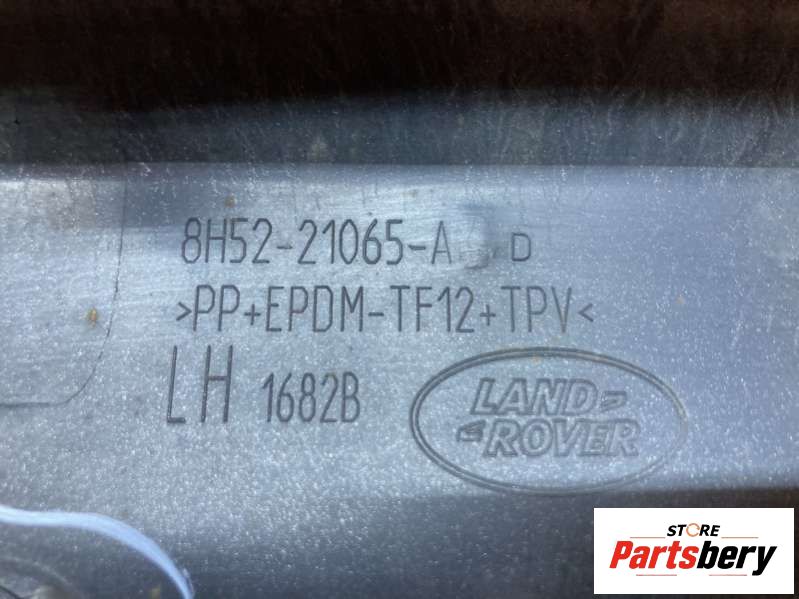 8H52-21065-A D
>PP+EPDM-TF12+TPV<
LH 1682B
LAND
ROVER
STORE
Partsbery